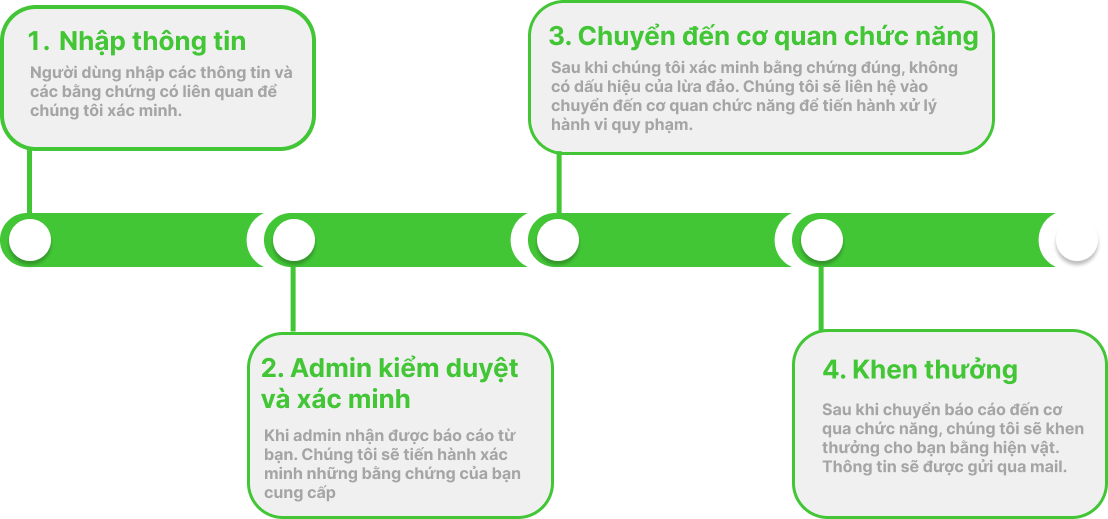 1. Nhập thông tin
Người dùng nhập các thông tin và
các bằng chứng có liên quan để
chúng tôi xác minh.
2. Admin kiểm duyệt
và xác minh
Khi admin nhận được báo cáo từ
bạn. Chúng tôi sẽ tiến hành xác
minh những bằng chứng của bạn
cung cấp
3. Chuyển đến cơ quan chức năng
Sau khi chúng tôi xác minh bằng chứng đúng, không
có dấu hiệu của lừa đảo. Chúng tôi sẽ liên hệ vào
chuyển đến cơ quan chức năng để tiến hành xử lý
hành vi quy phạm.
4. Khen thưởng
Sau khi chuyển báo cáo đến cơ
qua chức năng, chúng tôi sẽ khen
thưởng cho bạn bằng hiện vật.
Thông tin sẽ được gửi qua mail.